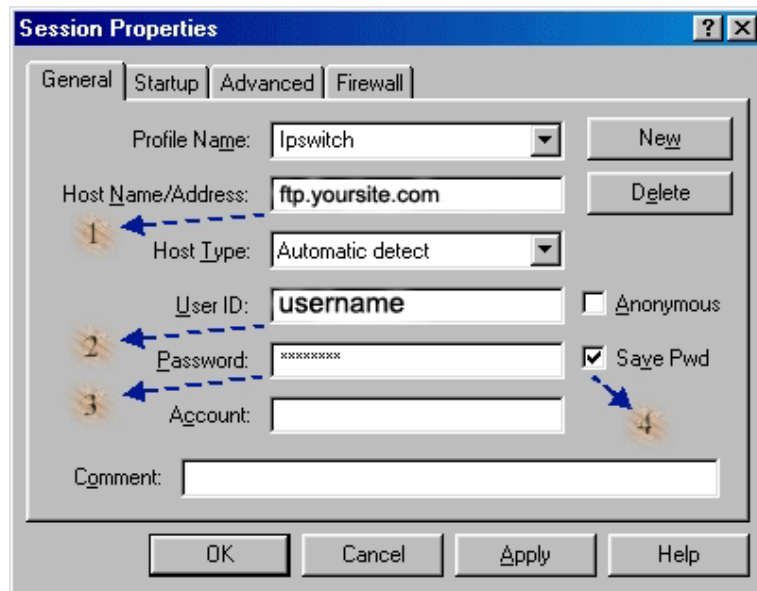 Session Properties
? X
General Startup Advanced Firewall
Profile Name: Ipswitch New
Host Name/Address: ftp.yoursite.com Delete
1
Host Type: Automatic detect
User ID: username Anonymous
2
Password: ******** Save Pwd
3
Account: 4
Comment:
OK Cancel Apply Help